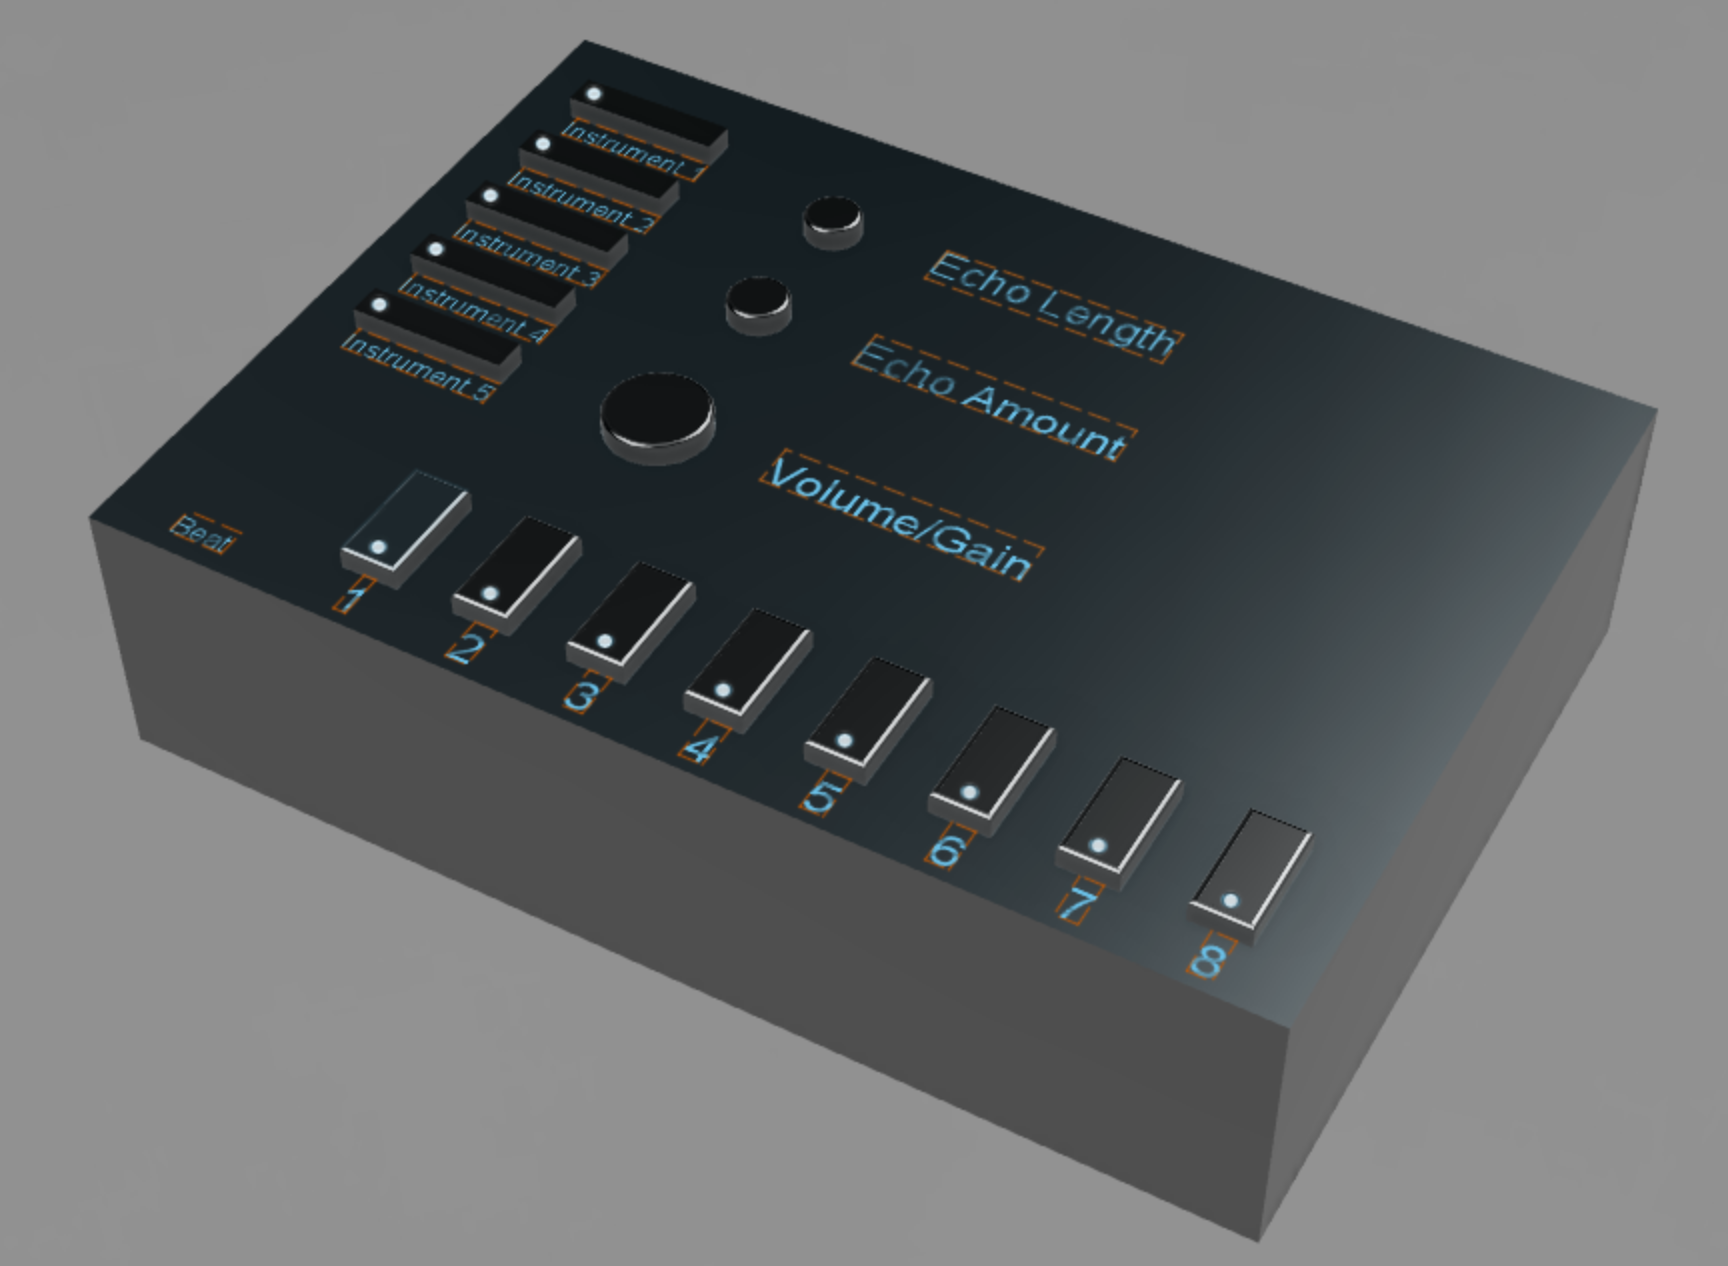 Instrument 1
Instrument 2
Instrument 3
Instrument 4
Instrument 5
Echo Length
Echo Amount
Volume/Gain
Beat
1
2
3
4
5
6
7
8